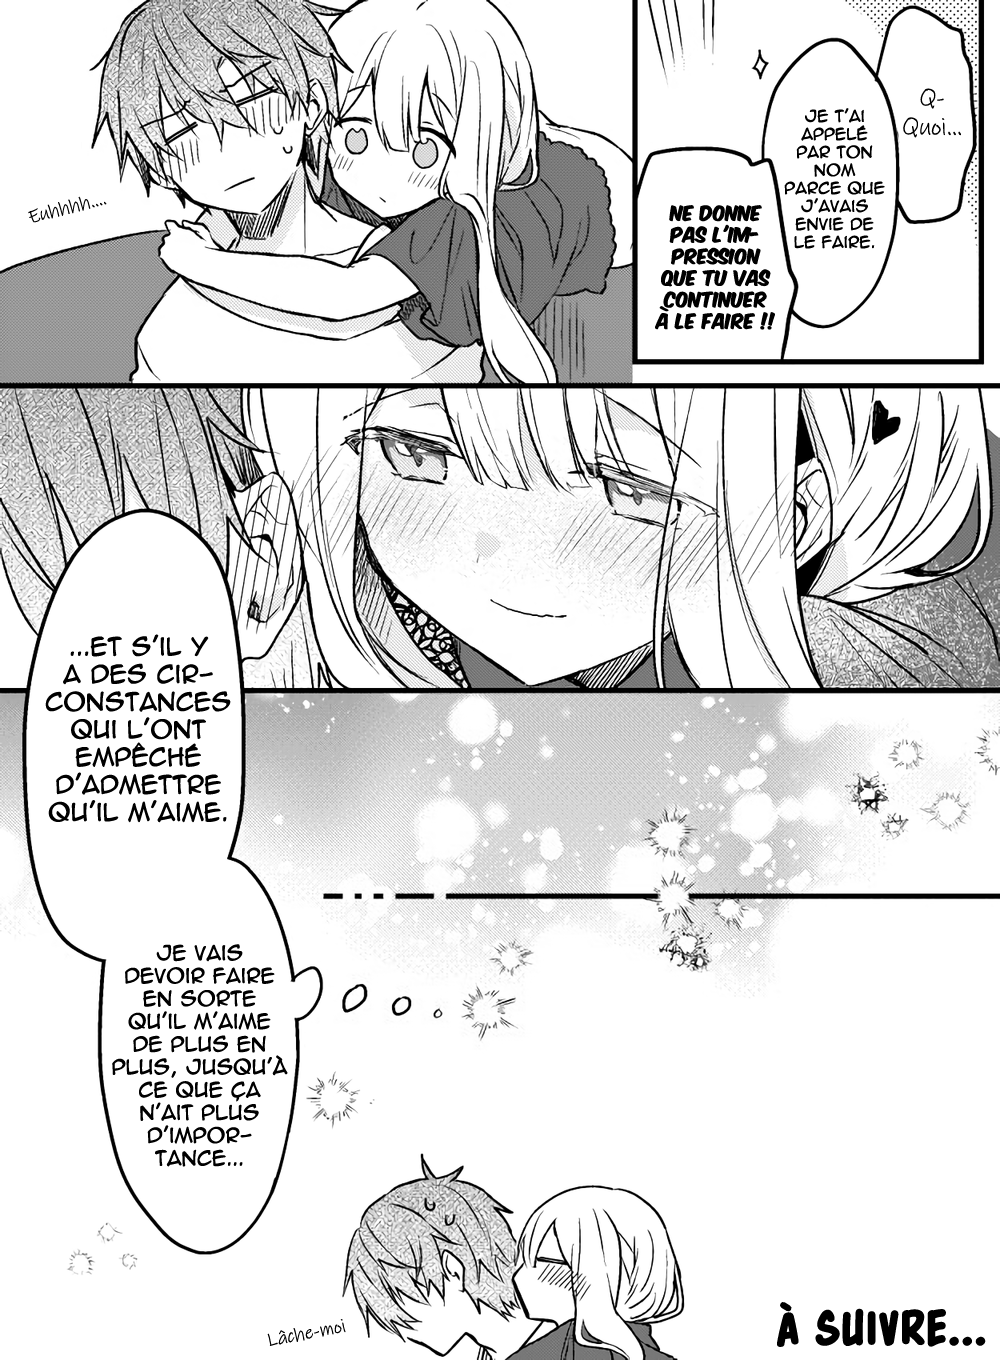 Q-
Quoi...
JE T'AI
APPELÉ
PAR TON
NOM
PARCE QUE
J'AVAIS
ENVIE DE
LE FAIRE.
NE DONNE
PAS L'IM-
PRESSION
QUE TU VAS
CONTINUER
À LE FAIRE !!
Euhhhh....
...ET S'IL Y
A DES CIR-
CONSTANCES
QUI L'ONT
EMPÊCHÉ
D'ADMETTRE
QU'IL M'AIME.
JE VAIS
DEVOIR FAIRE
EN SORTE
QU'IL M'AIME
DE PLUS EN
PLUS, JUSQU'À
CE QUE ÇA
N'AIT PLUS
D'IMPOR-
TANCE...
Lâche-moi
À SUIVRE...